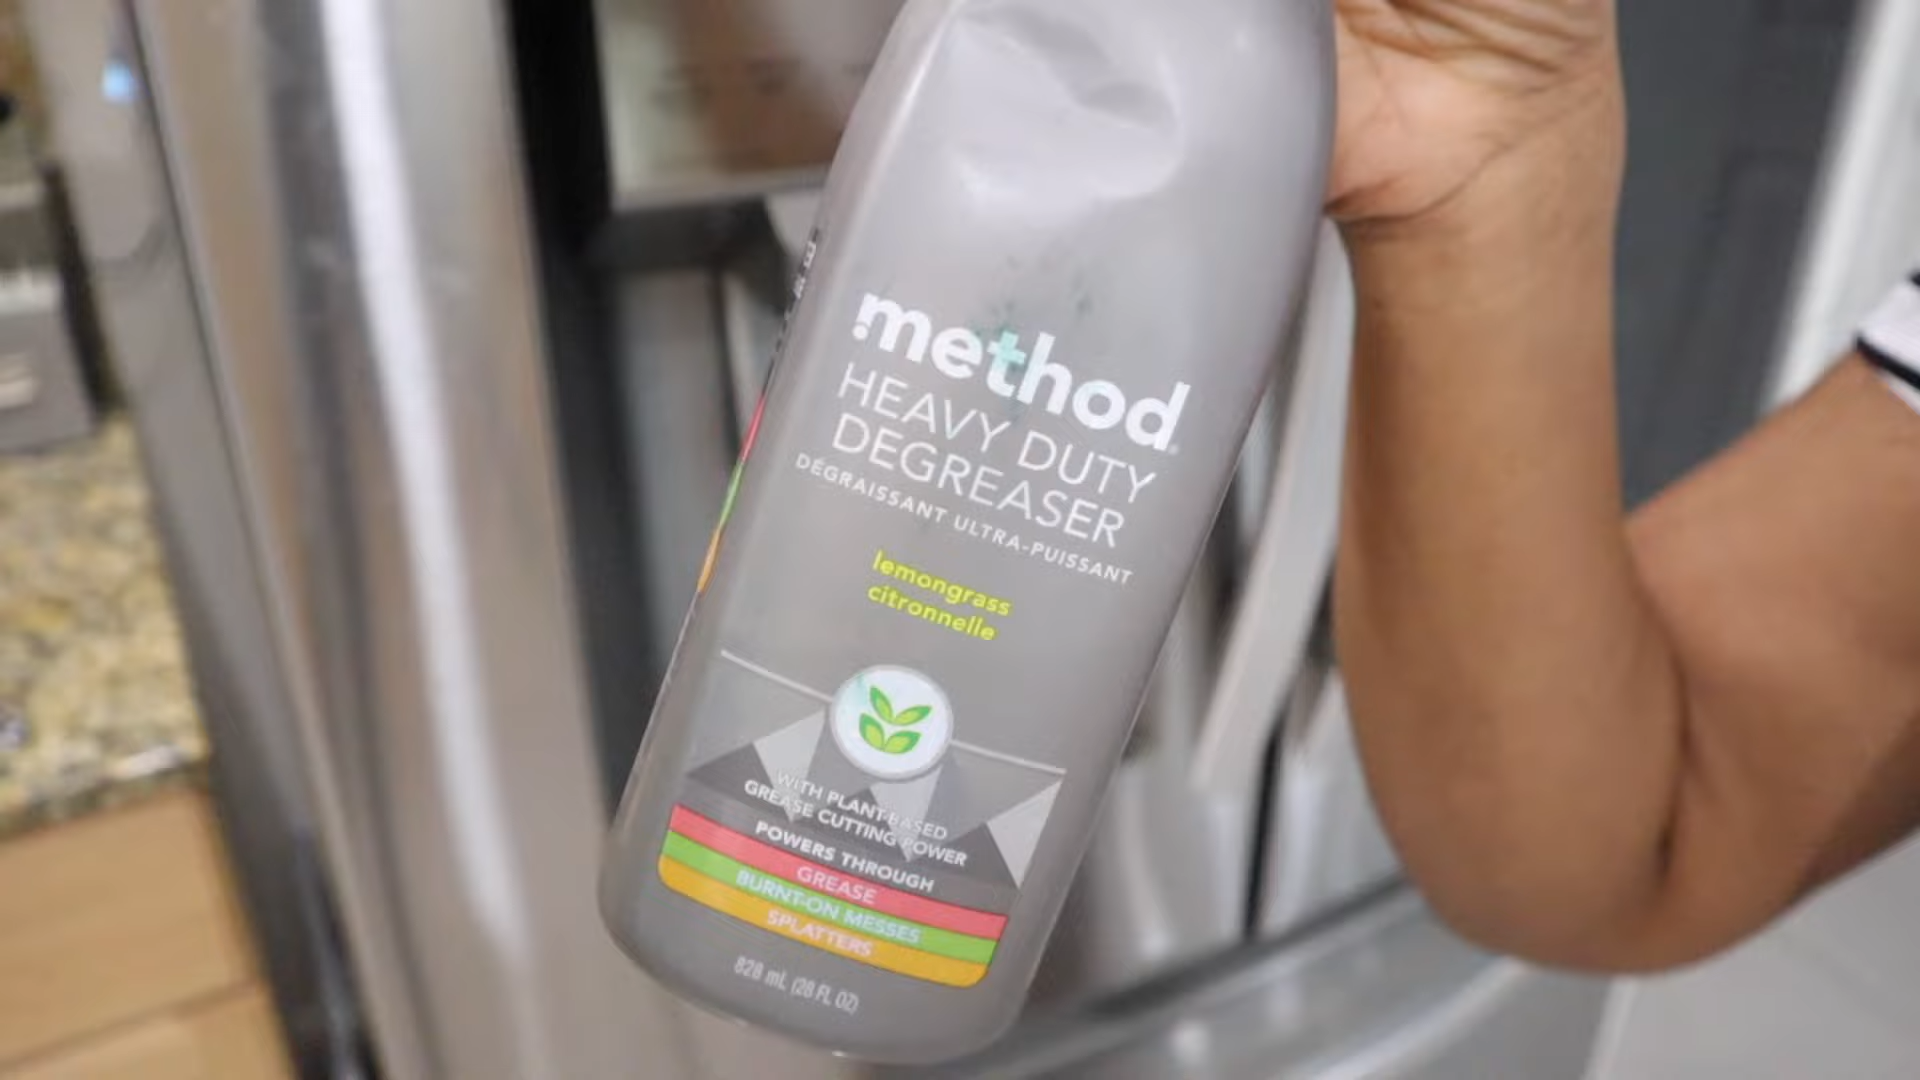 method
HEAVY DUTY
DEGREASER
DÉGRAISSANT ULTRA-PUISSANT
lemongrass
citronnelle
WITH PLANT-BASED
GREASE CUTTING POWER
POWERS THROUGH
GREASE
BURNT-ON MESSES
SPLATTERS
828 mL (28 FL OZ)